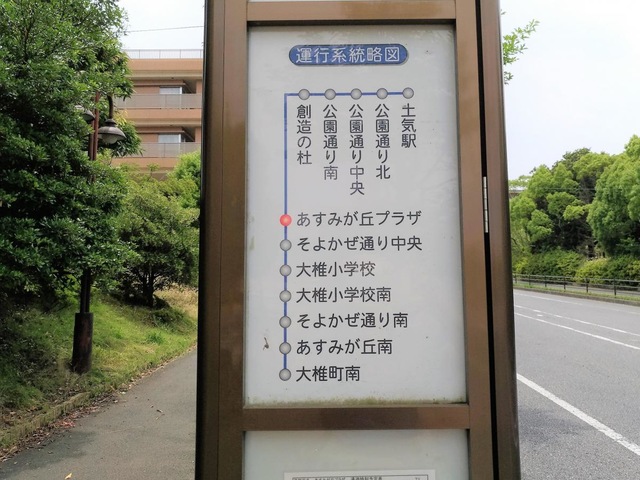 運行系統略図
土気駅
公園通り北
公園通り中央
公園通り南
創造の杜
あすみが丘プラザ
そよかぜ通り中央
大椎小学校
大椎小学校南
そよかぜ通り南
あすみが丘南
大椎町南